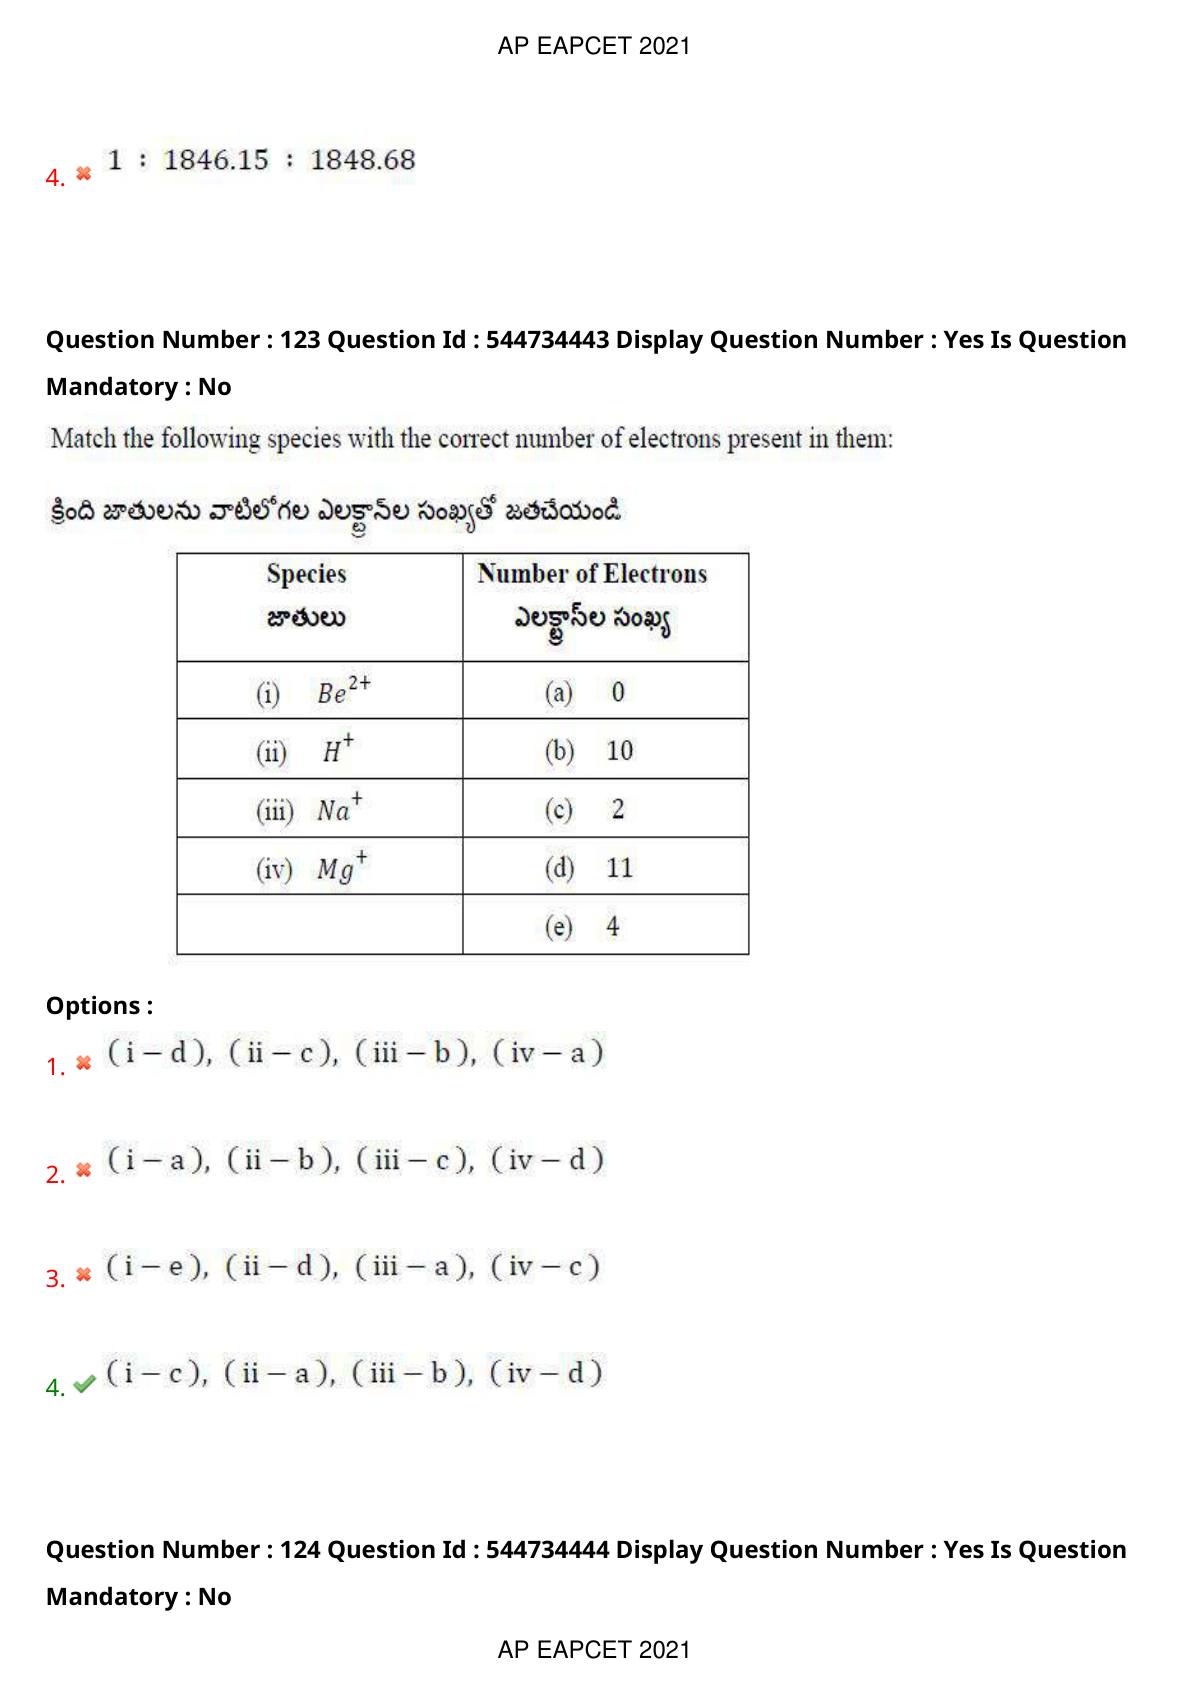 AP EAPCET 2021
4. 1 : 1846.15 : 1848.68
Question Number : 123 Question Id : 544734443 Display Question Number : Yes Is Question
Mandatory : No
Match the following species with the correct number of electrons present in them:
క్రింది జాతులను వాటిలోగల ఎలక్ట్రాన్‌ల సంఖ్యతో జతచేయండి
Species Number of Electrons
జాతులు ఎలక్ట్రాన్‌ల సంఖ్య
(i) Be²⁺ (a) 0
(ii) H⁺ (b) 10
(iii) Na⁺ (c) 2
(iv) Mg⁺ (d) 11
(e) 4
Options :
1. ( i − d ), ( ii − c ), ( iii − b ), ( iv − a )
2. ( i − a ), ( ii − b ), ( iii − c ), ( iv − d )
3. ( i − e ), ( ii − d ), ( iii − a ), ( iv − c )
4. ( i − c ), ( ii − a ), ( iii − b ), ( iv − d )
Question Number : 124 Question Id : 544734444 Display Question Number : Yes Is Question
Mandatory : No
AP EAPCET 2021